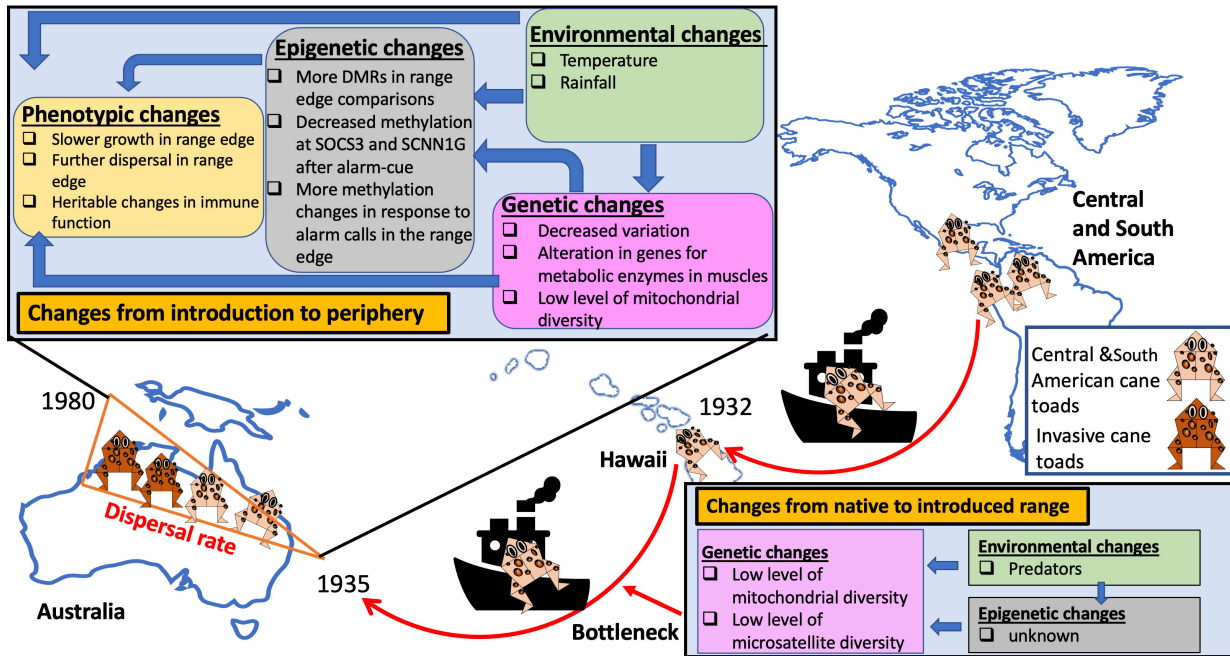 Environmental changes
❑ Temperature
❑ Rainfall
Epigenetic changes
❑ More DMRs in range
edge comparisons
❑ Decreased methylation
at SOCS3 and SCNN1G
after alarm-cue
❑ More methylation
changes in response to
alarm calls in the range
edge
Phenotypic changes
❑ Slower growth in range edge
❑ Further dispersal in range
edge
❑ Heritable changes in immune
function
Genetic changes
❑ Decreased variation
❑ Alteration in genes for
metabolic enzymes in muscles
❑ Low level of mitochondrial
diversity
Changes from introduction to periphery
Central
and South
America
Central &South
American cane
toads
Invasive cane
toads
1980
1932
Hawaii
Dispersal rate
1935
Australia
Bottleneck
Changes from native to introduced range
Genetic changes
❑ Low level of
mitochondrial diversity
❑ Low level of
microsatellite diversity
Environmental changes
❑ Predators
Epigenetic changes
❑ unknown